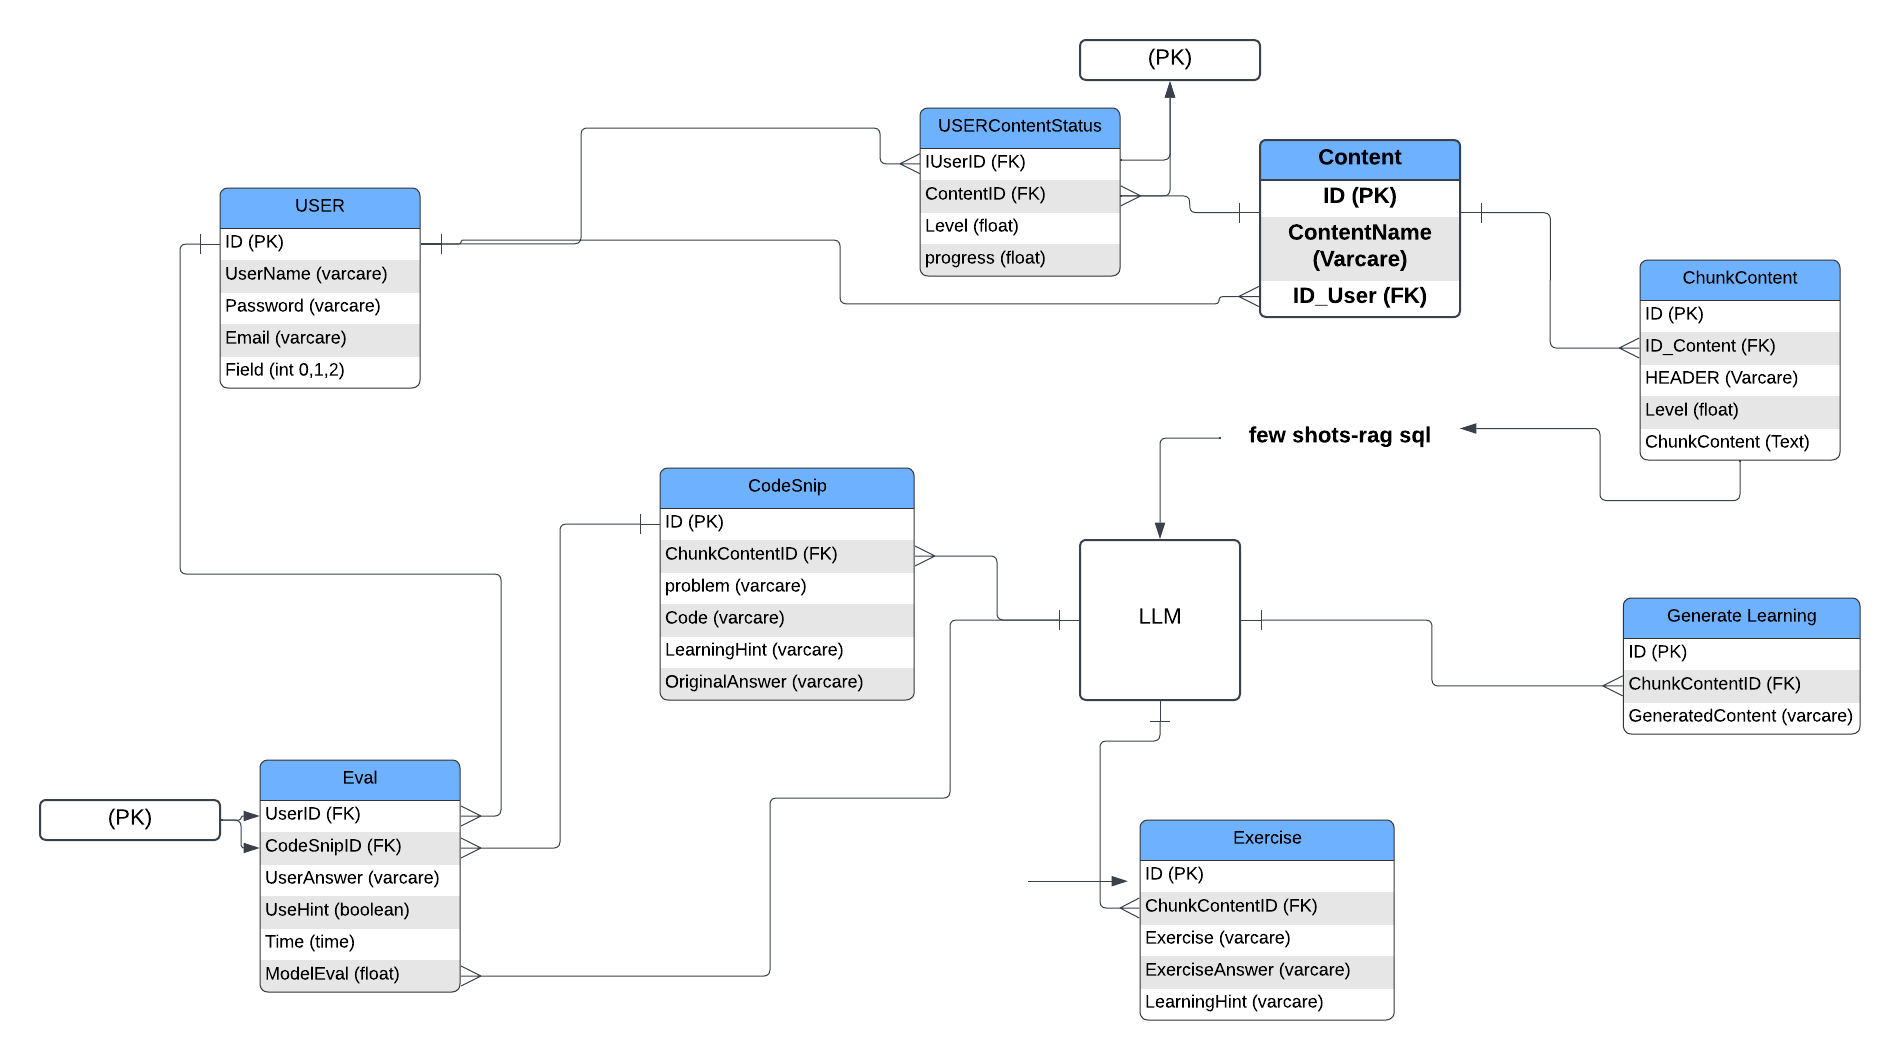 (PK)
USERContentStatus
IUserID (FK)
ContentID (FK)
Level (float)
progress (float)
Content
ID (PK)
ContentName
(Varcare)
ID_User (FK)
USER
ID (PK)
UserName (varcare)
Password (varcare)
Email (varcare)
Field (int 0,1,2)
ChunkContent
ID (PK)
ID_Content (FK)
HEADER (Varcare)
Level (float)
ChunkContent (Text)
few shots-rag sql
CodeSnip
ID (PK)
ChunkContentID (FK)
problem (varcare)
Code (varcare)
LearningHint (varcare)
OriginalAnswer (varcare)
LLM
Generate Learning
ID (PK)
ChunkContentID (FK)
GeneratedContent (varcare)
(PK)
Eval
UserID (FK)
CodeSnipID (FK)
UserAnswer (varcare)
UseHint (boolean)
Time (time)
ModelEval (float)
Exercise
ID (PK)
ChunkContentID (FK)
Exercise (varcare)
ExerciseAnswer (varcare)
LearningHint (varcare)